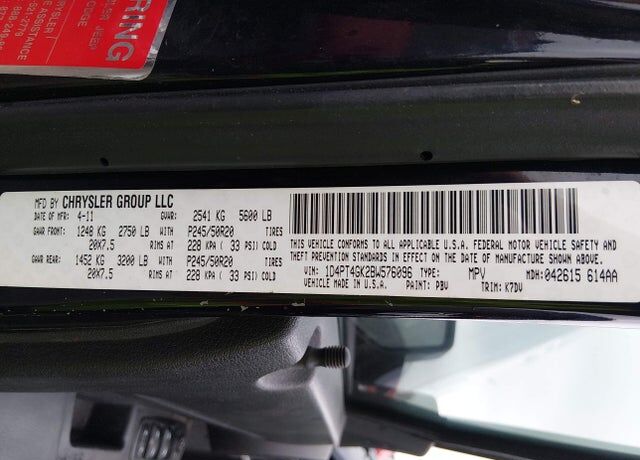 RING
MFD BY CHRYSLER GROUP LLC
DATE OF MFR 4-11 GVWR: 2541 KG 5600 LB
GAWR FRONT: 1248 KG 2750 LB WITH P245/50R20 TIRES
20X7.5 RIMS AT 228 KPA ( 33 PSI) COLD
GAWR REAR: 1452 KG 3200 LB WITH P245/50R20 TIRES
20X7.5 RIMS AT 228 KPA ( 33 PSI) COLD
THIS VEHICLE CONFORMS TO ALL APPLICABLE U.S.A. FEDERAL MOTOR VEHICLE SAFETY AND
THEFT PREVENTION STANDARDS IN EFFECT ON THE DATE OF MANUFACTURE SHOWN ABOVE.
VIN: 1D4PT4GK2BW576096 TYPE: MPV MDH: 042615 614AA
VEHICLE MADE IN U.S.A. PAINT: PBV TRIM: K7DV